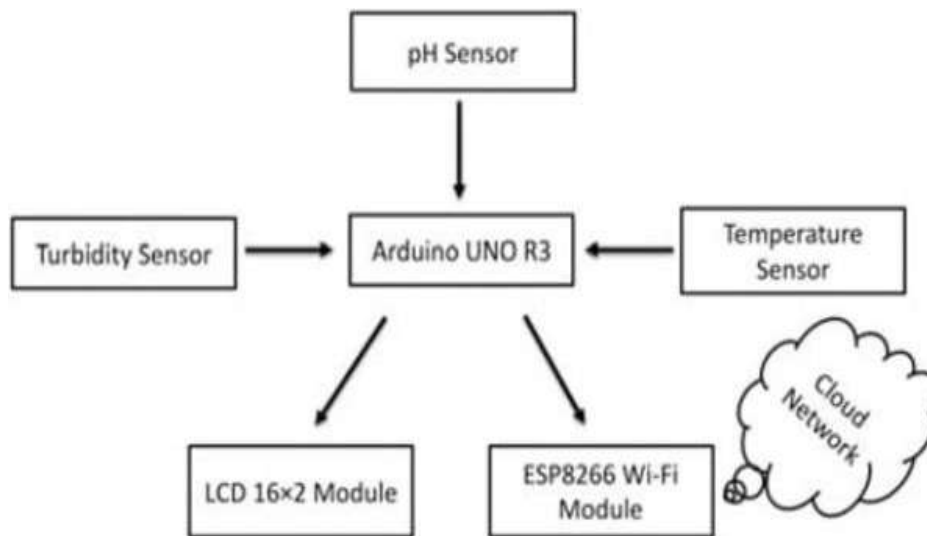 pH Sensor
Turbidity Sensor
Arduino UNO R3
Temperature
Sensor
Cloud
Network
LCD 16×2 Module
ESP8266 Wi-Fi
Module